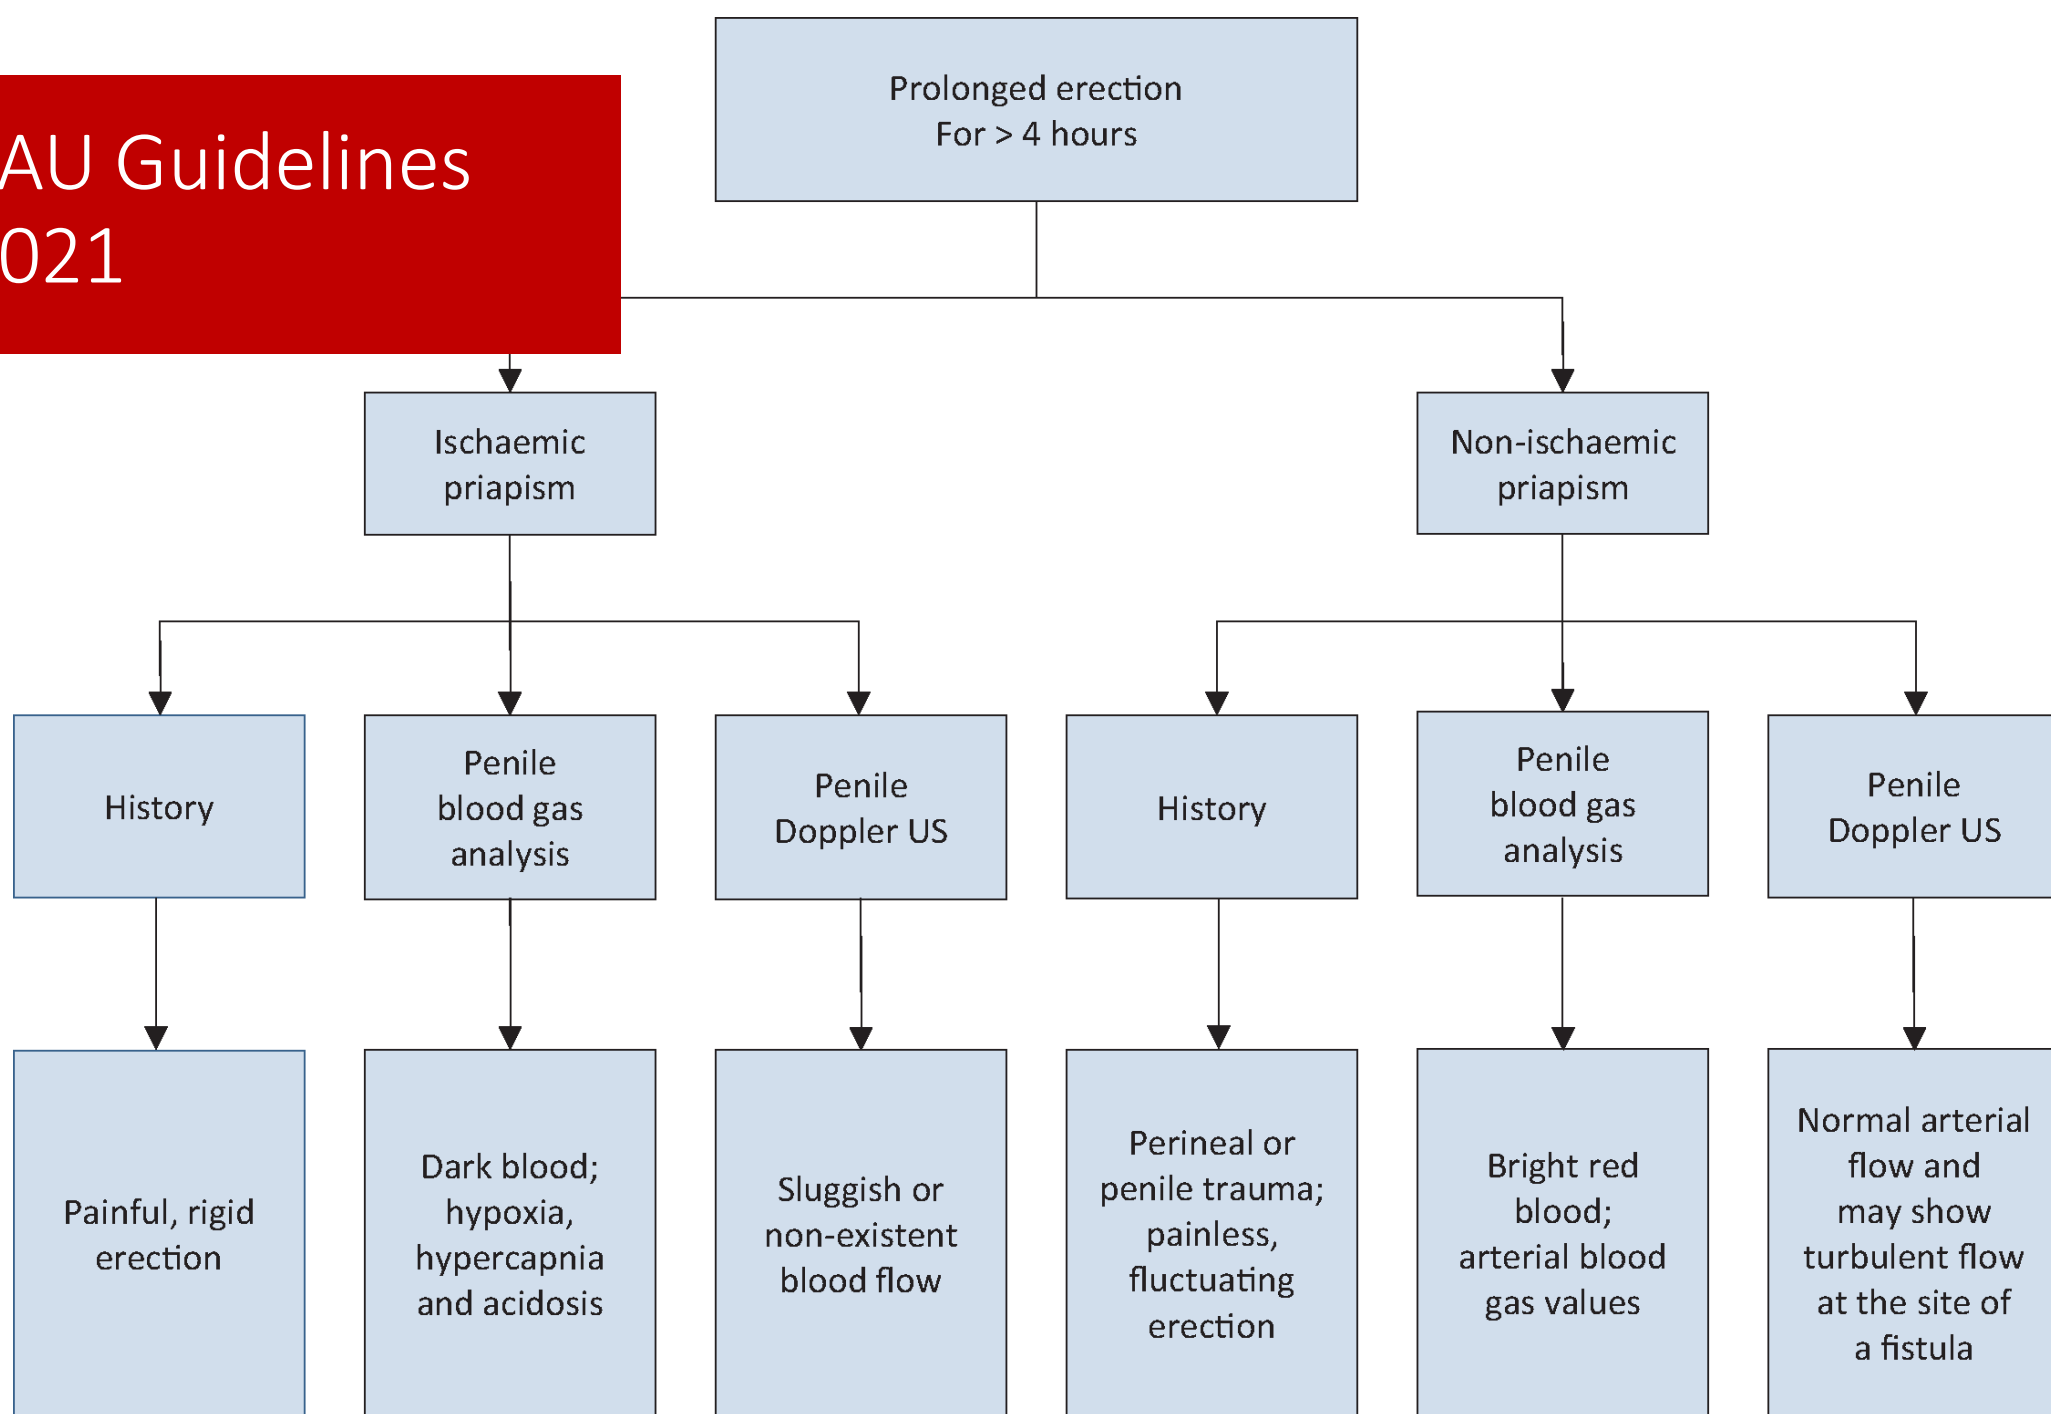 AU Guidelines
021
Prolonged erection
For > 4 hours
Ischaemic
priapism
Non-ischaemic
priapism
History
Penile
blood gas
analysis
Penile
Doppler US
History
Penile
blood gas
analysis
Penile
Doppler US
Painful, rigid
erection
Dark blood;
hypoxia,
hypercapnia
and acidosis
Sluggish or
non-existent
blood flow
Perineal or
penile trauma;
painless,
fluctuating
erection
Bright red
blood;
arterial blood
gas values
Normal arterial
flow and
may show
turbulent flow
at the site of
a fistula